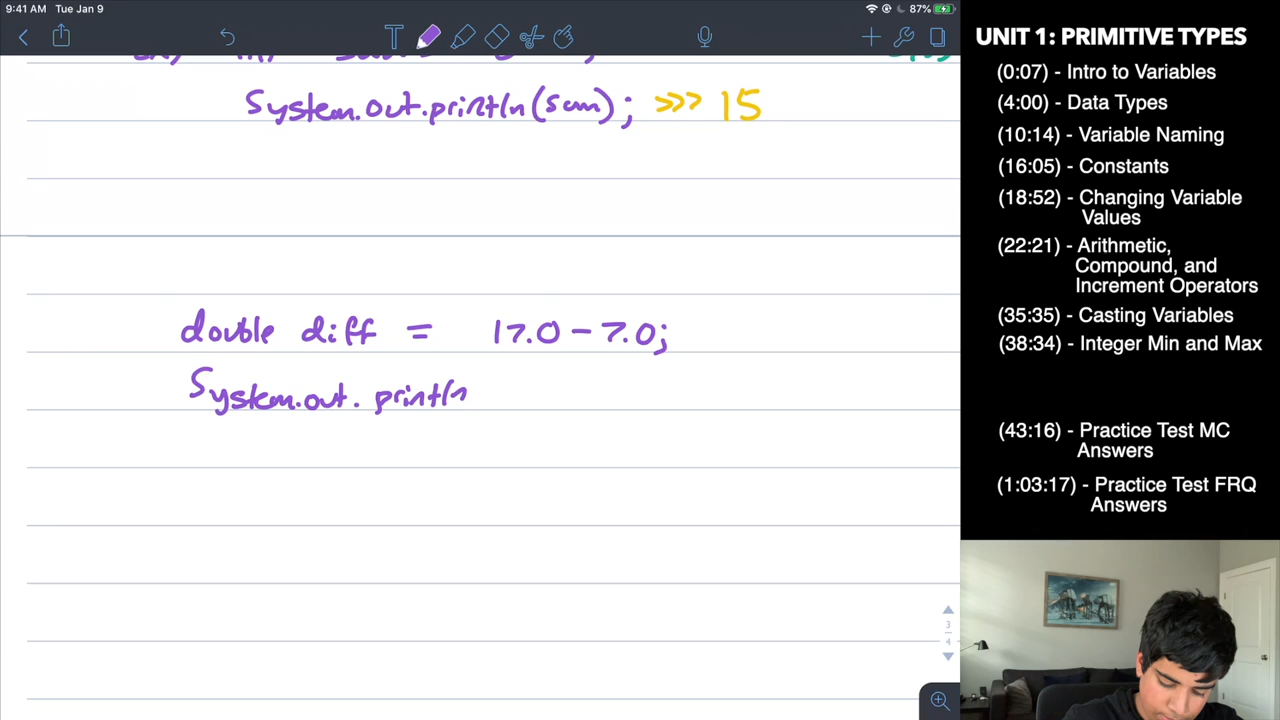 9:41 AM Tue Jan 9
87%
System.out.println(sum); >>> 15
double diff = 17.0 - 7.0;
System.out.println
3
4
UNIT 1: PRIMITIVE TYPES
(0:07) - Intro to Variables
(4:00) - Data Types
(10:14) - Variable Naming
(16:05) - Constants
(18:52) - Changing Variable
Values
(22:21) - Arithmetic,
Compound, and
Increment Operators
(35:35) - Casting Variables
(38:34) - Integer Min and Max
(43:16) - Practice Test MC
Answers
(1:03:17) - Practice Test FRQ
Answers